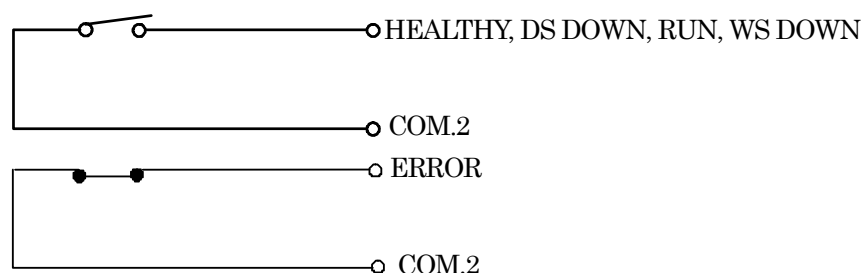 HEALTHY, DS DOWN, RUN, WS DOWN
COM.2
ERROR
COM.2